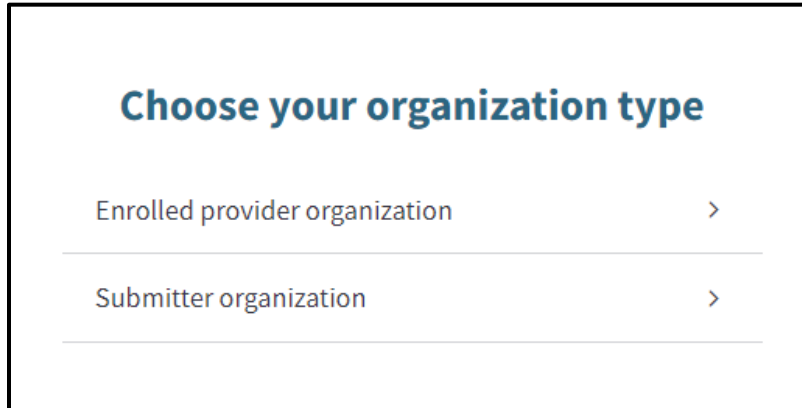 Choose your organization type
Enrolled provider organization
Submitter organization